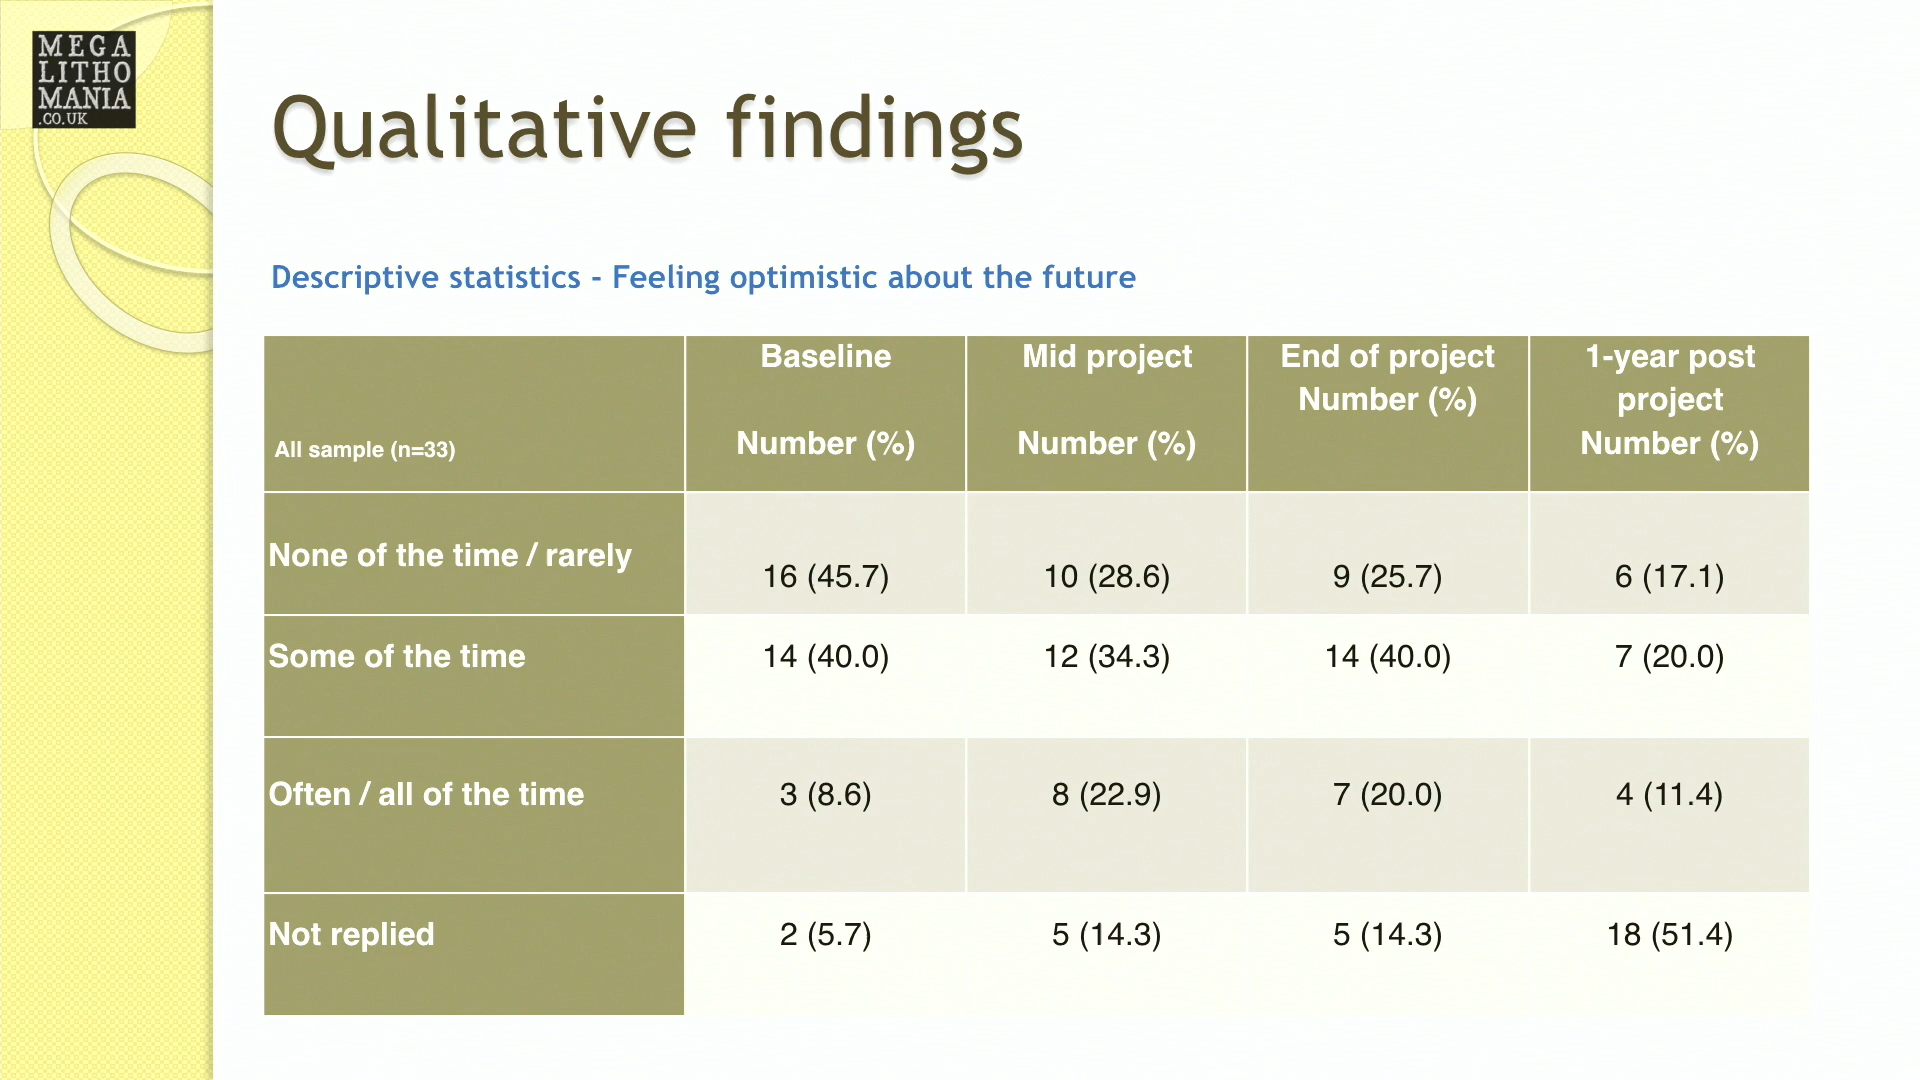 MEGA
LITHO
MANIA
.CO.UK
Qualitative findings
Descriptive statistics - Feeling optimistic about the future
All sample (n=33)
Baseline
Number (%)
Mid project
Number (%)
End of project
Number (%)
1-year post
project
Number (%)
None of the time / rarely
16 (45.7)
10 (28.6)
9 (25.7)
6 (17.1)
Some of the time
14 (40.0)
12 (34.3)
14 (40.0)
7 (20.0)
Often / all of the time
3 (8.6)
8 (22.9)
7 (20.0)
4 (11.4)
Not replied
2 (5.7)
5 (14.3)
5 (14.3)
18 (51.4)